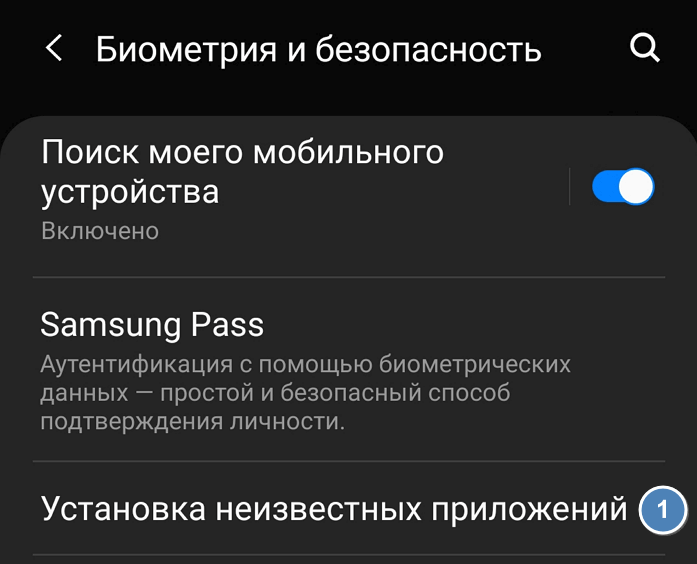 Биометрия и безопасность
Поиск моего мобильного
устройства
Включено
Samsung Pass
Аутентификация с помощью биометрических
данных — простой и безопасный способ
подтверждения личности.
Установка неизвестных приложений 1